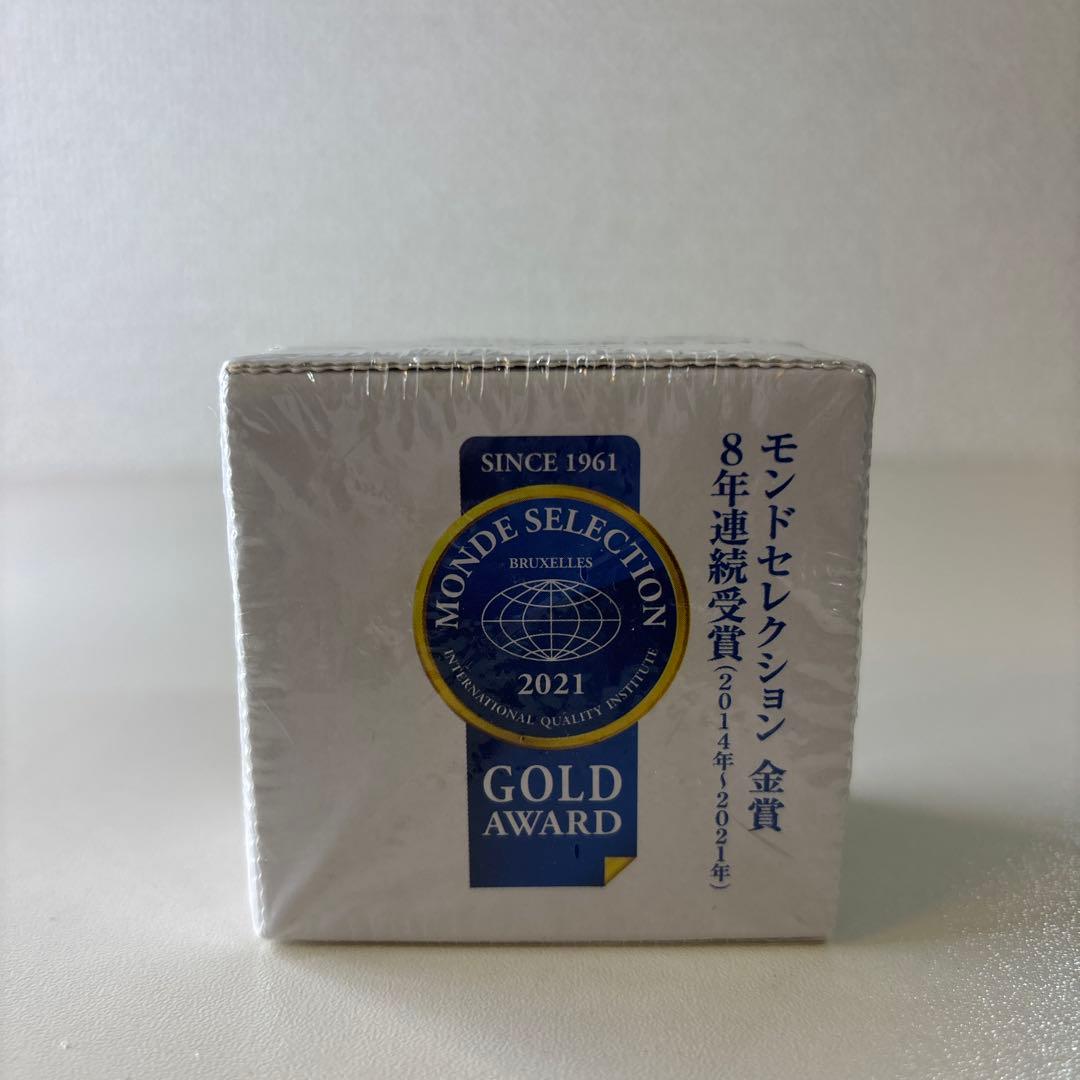 SINCE 1961
MONDE SELECTION
BRUXELLES
2021
INTERNATIONAL QUALITY INSTITUTE
GOLD
AWARD
モンドセレクション 金賞
8年連続受賞(2014年~2021年)